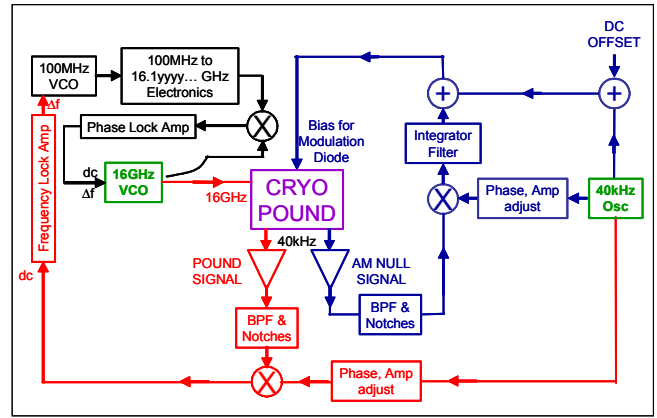 DC
OFFSET
100MHz
VCO
100MHz to
16.1yyyy... GHz
Electronics
Δf
Phase Lock Amp
Bias for
Modulation
Diode
Integrator
Filter
Frequency Lock Amp
dc
Δf
16GHz
VCO
16GHz
CRYO
POUND
Phase, Amp
adjust
40kHz
Osc
40kHz
POUND
SIGNAL
AM NULL
SIGNAL
dc
BPF &
Notches
BPF &
Notches
Phase, Amp
adjust